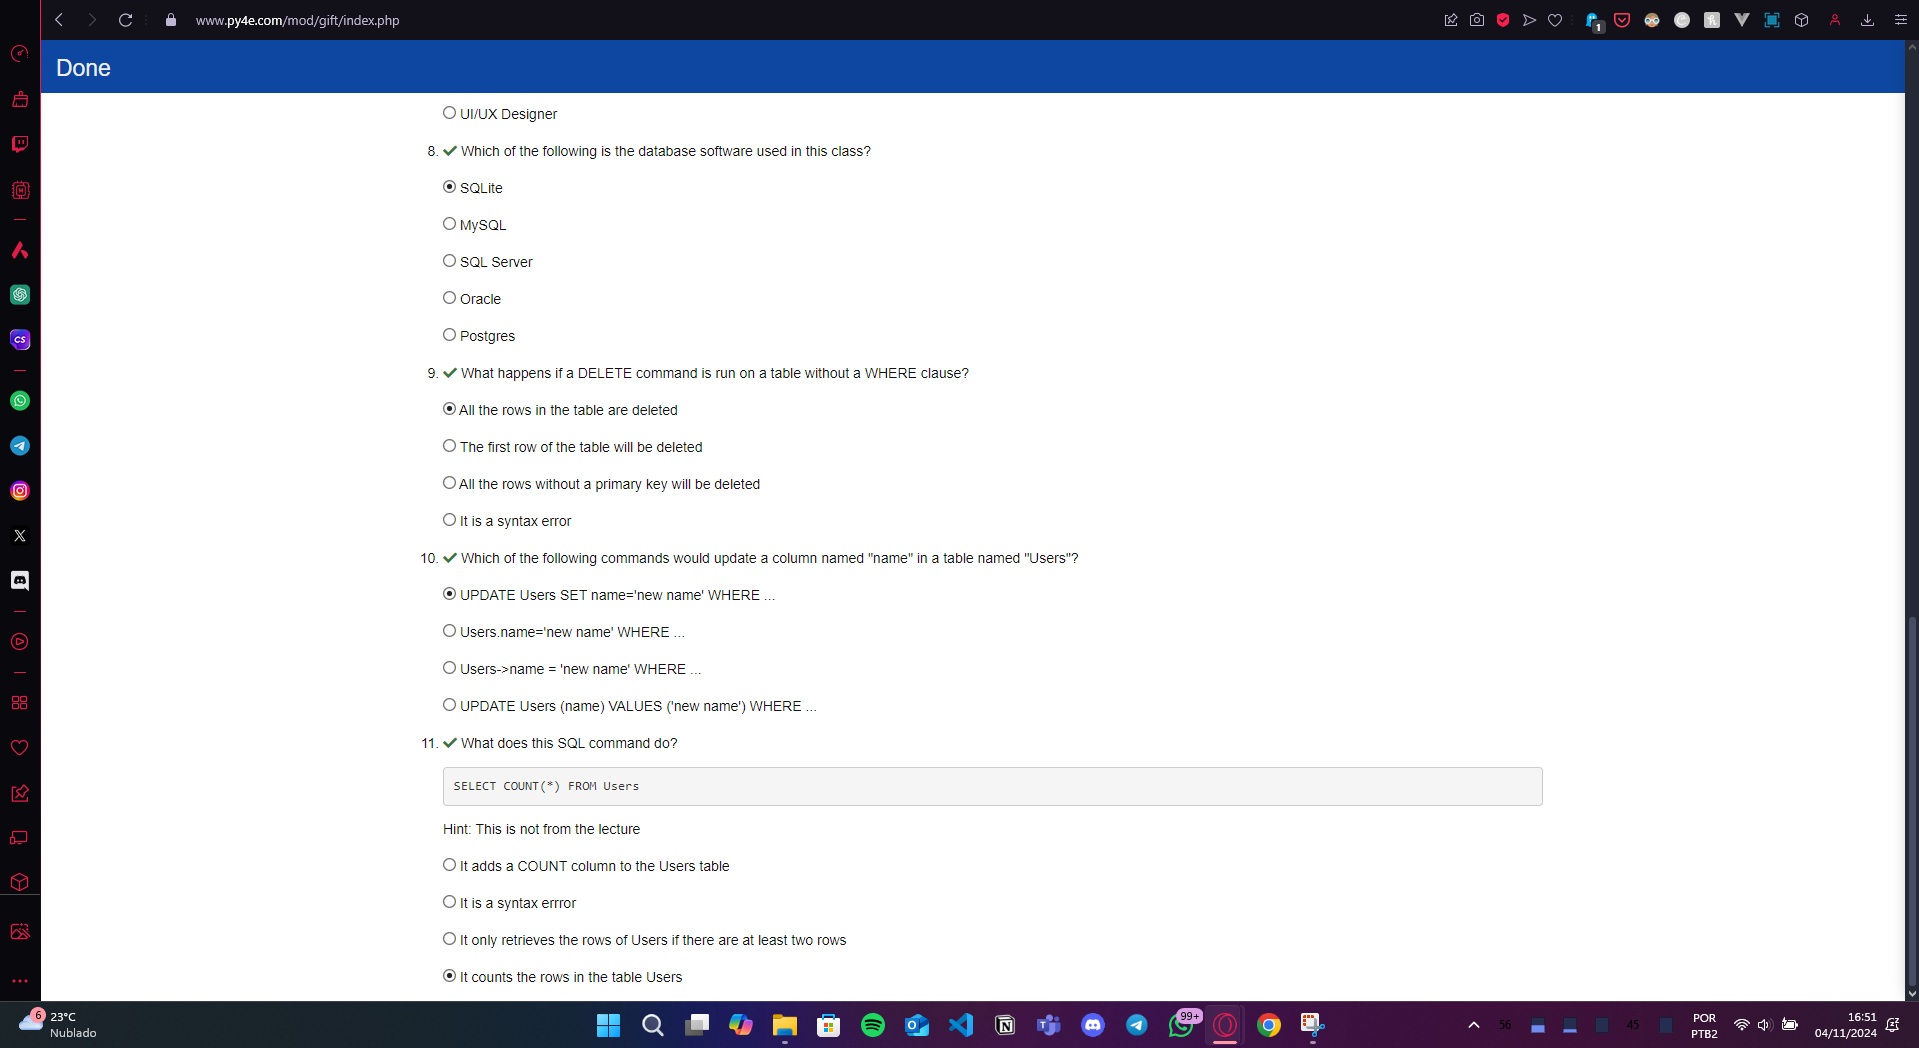 www.py4e.com/mod/gift/index.php
1
Done
UI/UX Designer
8. Which of the following is the database software used in this class?
SQLite
MySQL
SQL Server
Oracle
Postgres
9. What happens if a DELETE command is run on a table without a WHERE clause?
All the rows in the table are deleted
The first row of the table will be deleted
All the rows without a primary key will be deleted
It is a syntax error
10. Which of the following commands would update a column named "name" in a table named "Users"?
UPDATE Users SET name='new name' WHERE ...
Users.name='new name' WHERE ...
Users->name = 'new name' WHERE ...
UPDATE Users (name) VALUES ('new name') WHERE ...
11. What does this SQL command do?
SELECT COUNT(*) FROM Users
Hint: This is not from the lecture
It adds a COUNT column to the Users table
It is a syntax errror
It only retrieves the rows of Users if there are at least two rows
It counts the rows in the table Users
CS
6
23°C
Nublado
99+
56
45
POR
PTB2
16:51
04/11/2024